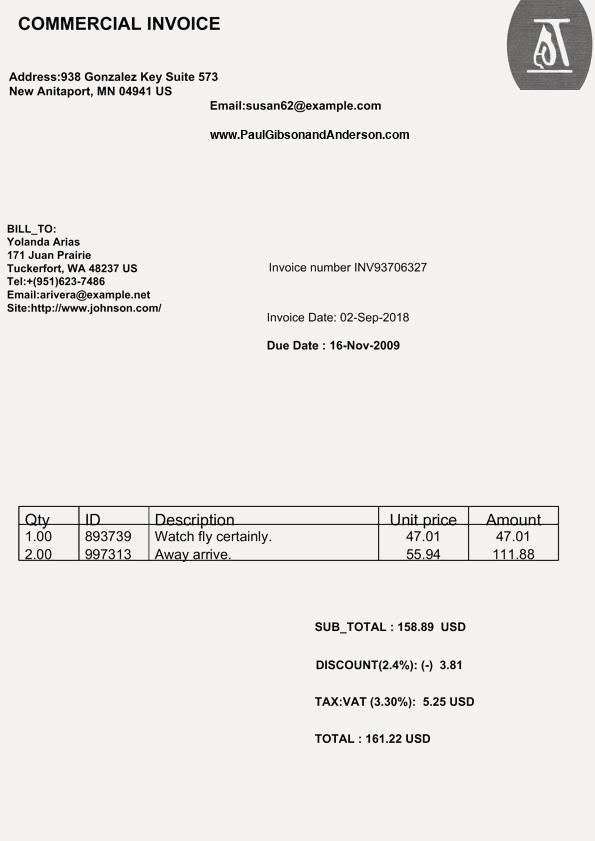 COMMERCIAL INVOICE
Address:938 Gonzalez Key Suite 573
New Anitaport, MN 04941 US
Email:susan62@example.com
www.PaulGibsonandAnderson.com
BILL_TO:
Yolanda Arias
171 Juan Prairie
Tuckerfort, WA 48237 US
Tel:+(951)623-7486
Email:arivera@example.net
Site:http://www.johnson.com/
Invoice number INV93706327
Invoice Date: 02-Sep-2018
Due Date : 16-Nov-2009
Qty ID Description Unit price Amount
1.00 893739 Watch fly certainly. 47.01 47.01
2.00 997313 Away arrive. 55.94 111.88
SUB_TOTAL : 158.89 USD
DISCOUNT(2.4%): (-) 3.81
TAX:VAT (3.30%): 5.25 USD
TOTAL : 161.22 USD